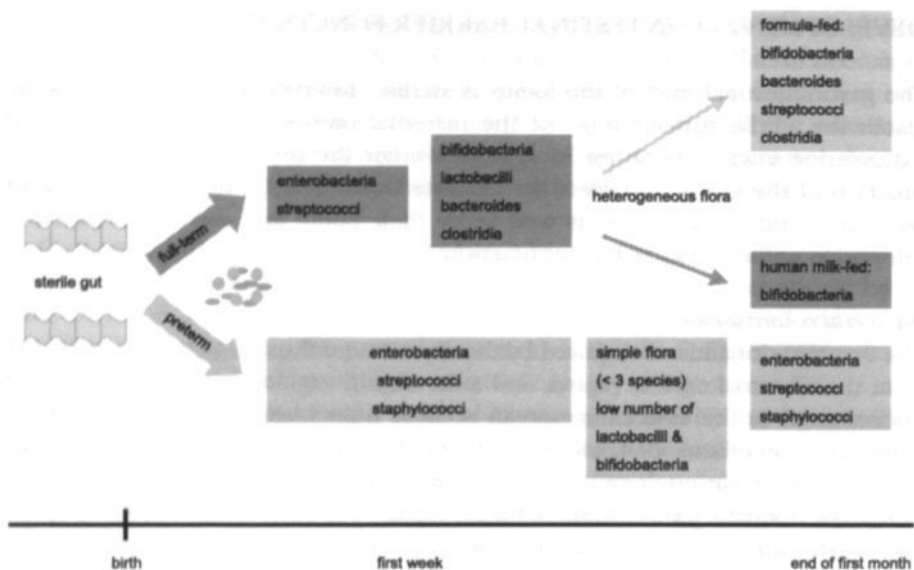 formula-fed:
bifidobacteria
bacteroides
streptococci
clostridia
bifidobacteria
lactobacilli
bacteroides
clostridia
enterobacteria
streptococci
heterogeneous flora
full-term
sterile gut
human milk-fed:
bifidobacteria
preterm
enterobacteria
streptococci
staphylococci
simple flora
(< 3 species)
low number of
lactobacilli &
bifidobacteria
enterobacteria
streptococci
staphylococci
birth
first week
end of first month